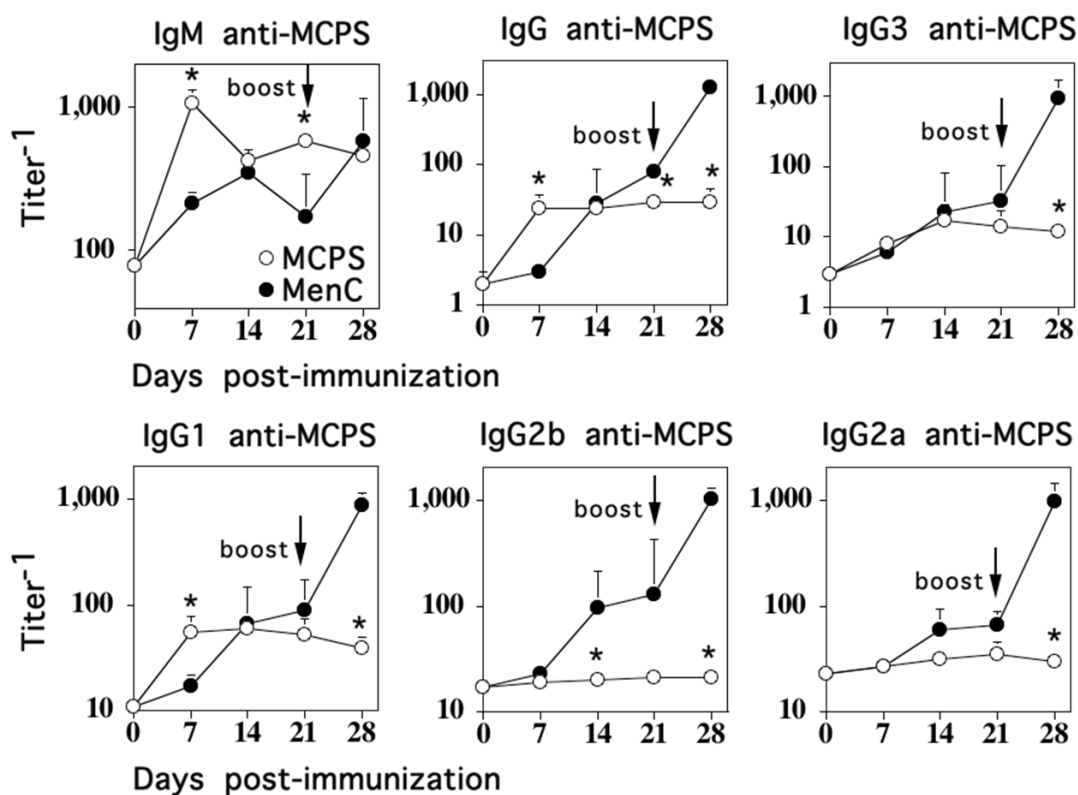 IgM anti-MCPS
Titer-1
1,000
100
*
boost
*
MCPS
MenC
0 7 14 21 28
Days post-immunization
IgG anti-MCPS
1,000
100
10
1
*
boost
*
*
0 7 14 21 28
IgG3 anti-MCPS
1,000
100
10
1
boost
*
0 7 14 21 28
IgG1 anti-MCPS
Titer-1
1,000
100
10
*
boost
*
0 7 14 21 28
Days post-immunization
IgG2b anti-MCPS
1,000
100
10
boost
*
*
0 7 14 21 28
IgG2a anti-MCPS
1,000
100
10
boost
*
0 7 14 21 28